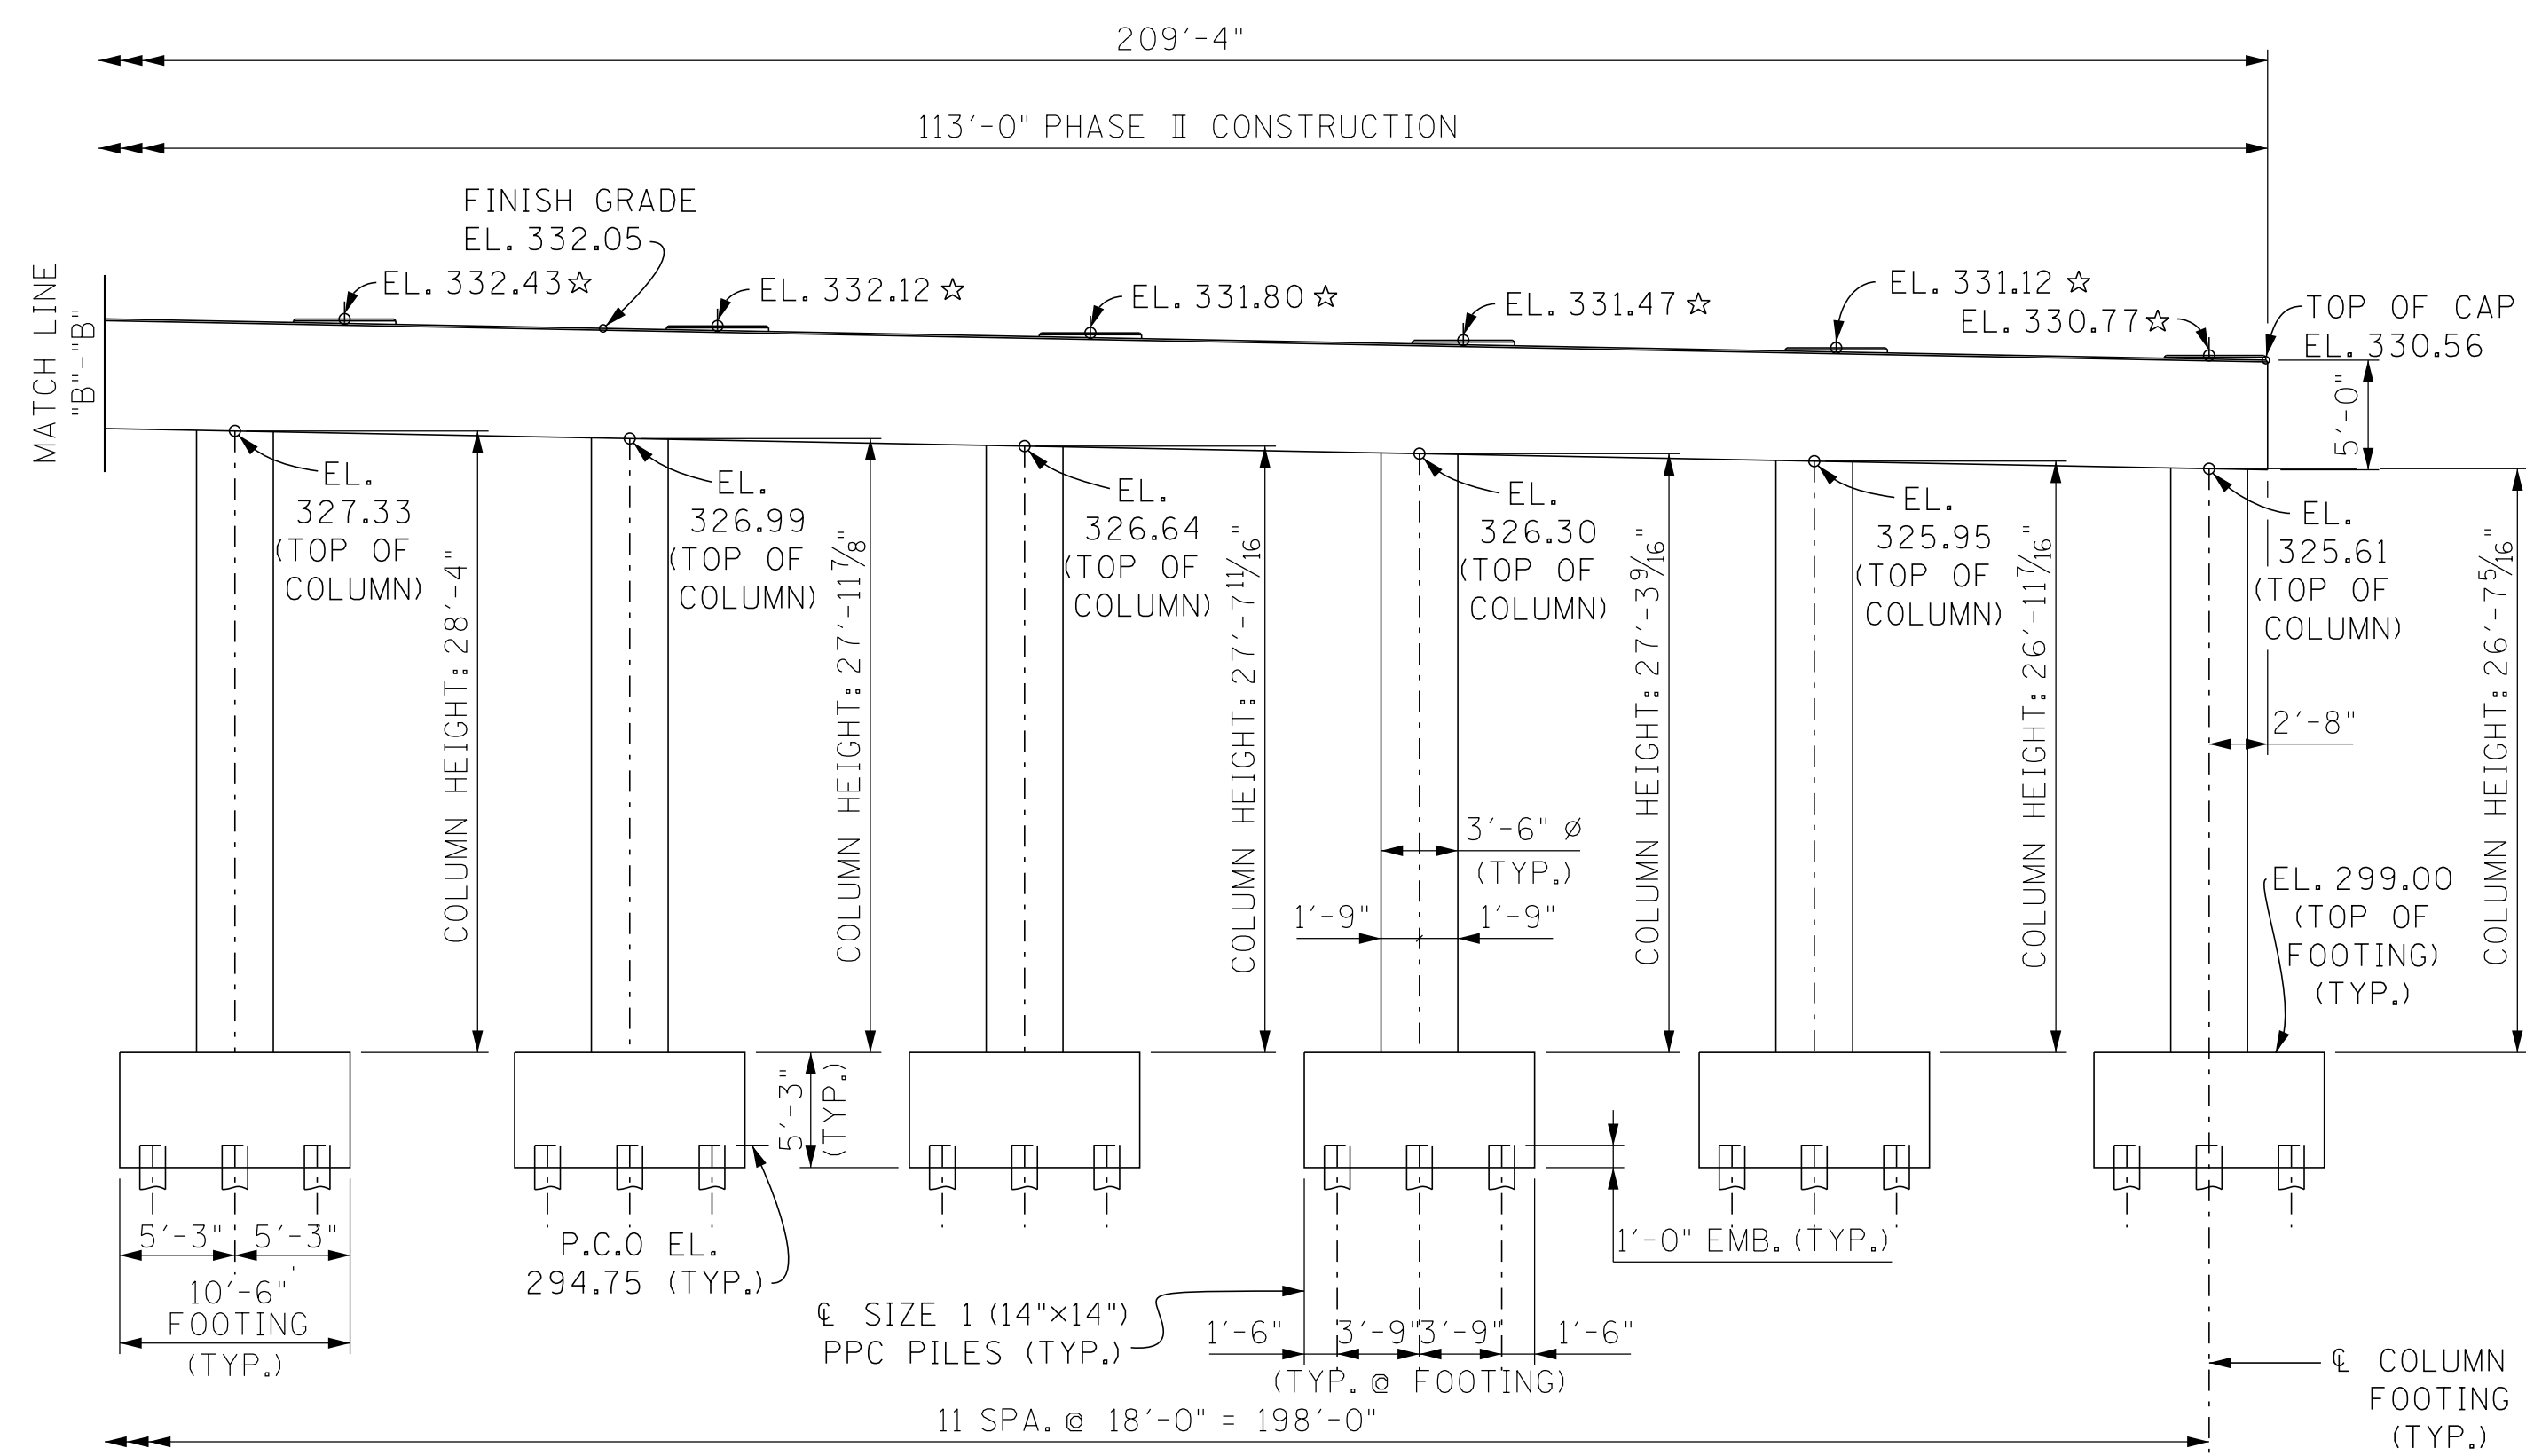 209′-4"
113′-0" PHASE II CONSTRUCTION
FINISH GRADE
EL. 332.05
EL. 332.43☆
EL. 332.12 ☆
EL. 331.80 ☆
EL. 331.47 ☆
EL. 331.12 ☆
EL. 330.77☆
TOP OF CAP
EL. 330.56
MATCH LINE
"B"-"B"
5′-0"
EL.
327.33
(TOP OF
COLUMN)
COLUMN HEIGHT: 28′-4"
EL.
326.99
(TOP OF
COLUMN)
COLUMN HEIGHT: 27′-11⅞"
EL.
326.64
(TOP OF
COLUMN)
COLUMN HEIGHT: 27′-7 11/16"
EL.
326.30
(TOP OF
COLUMN)
COLUMN HEIGHT: 27′-3 9/16"
EL.
325.95
(TOP OF
COLUMN)
COLUMN HEIGHT: 26′-11 7/16"
EL.
325.61
(TOP OF
COLUMN)
COLUMN HEIGHT: 26′-7 5/16"
2′-8"
3′-6" Ø
(TYP.)
1′-9"
1′-9"
EL. 299.00
(TOP OF
FOOTING)
(TYP.)
5′-3"
(TYP.)
5′-3"
5′-3"
10′-6"
FOOTING
(TYP.)
P.C.O EL.
294.75 (TYP.)
1′-0" EMB. (TYP.)
℄ SIZE 1 (14"×14")
PPC PILES (TYP.)
1′-6"
3′-9"
3′-9"
1′-6"
(TYP. @ FOOTING)
11 SPA. @ 18′-0" = 198′-0"
℄ COLUMN
FOOTING
(TYP.)